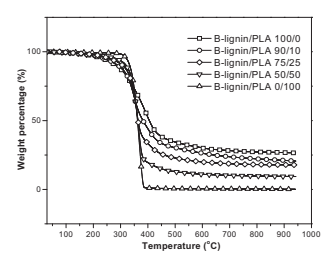 B-lignin/PLA 100/0
B-lignin/PLA 90/10
B-lignin/PLA 75/25
B-lignin/PLA 50/50
B-lignin/PLA 0/100
Weight percentage (%)
100
50
0
100 200 300 400 500 600 700 800 900 1000
Temperature (°C)